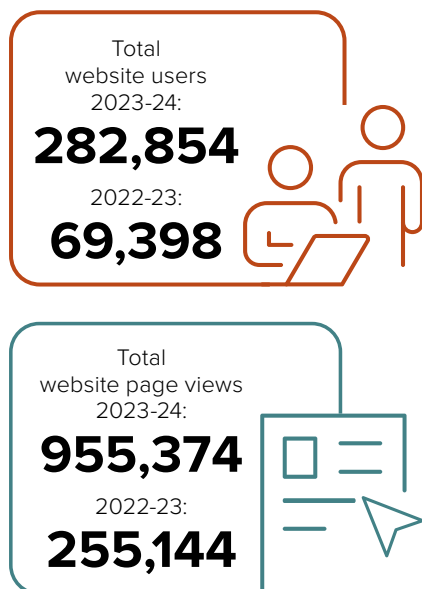 Total
website users
2023-24:
282,854
2022-23:
69,398
Total
website page views
2023-24:
955,374
2022-23:
255,144